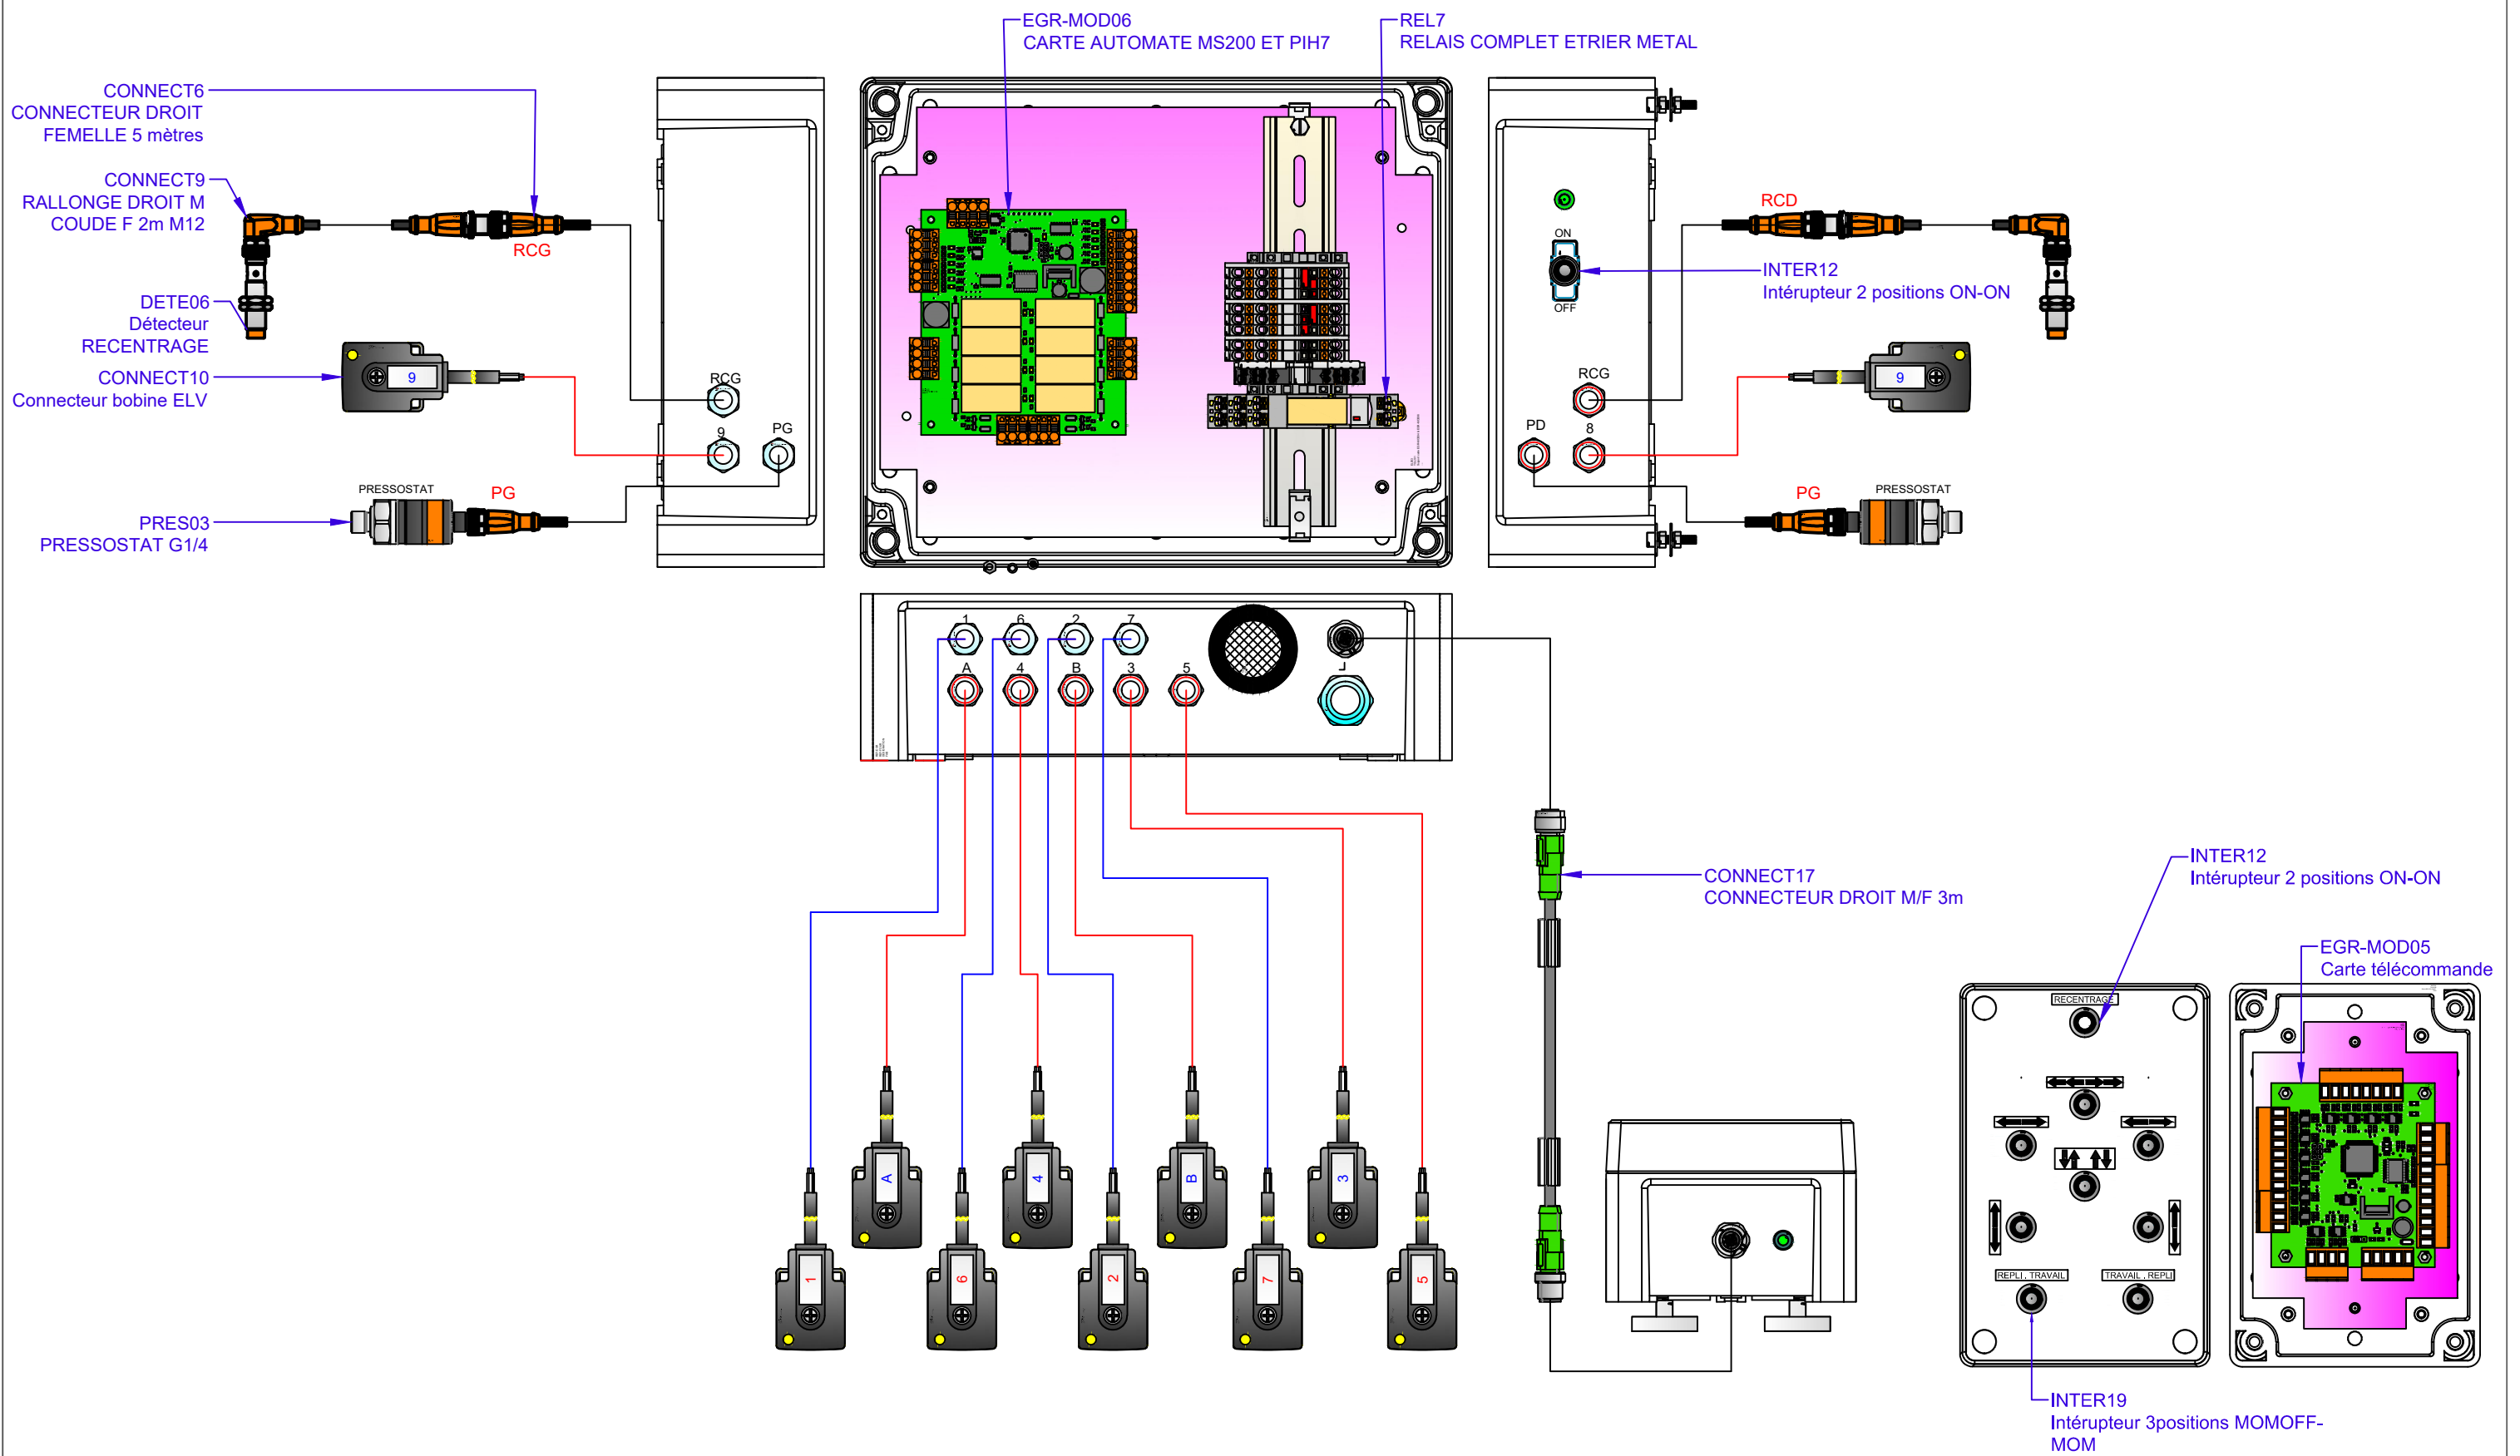 EGR-MOD06
CARTE AUTOMATE MS200 ET PIH7
REL7
RELAIS COMPLET ETRIER METAL
CONNECT6
CONNECTEUR DROIT
FEMELLE 5 mètres
CONNECT9
RALLONGE DROIT M
COUDE F 2m M12
RCG
DETE06
Détecteur
RECENTRAGE
CONNECT10
Connecteur bobine ELV
9
PRESSOSTAT
PG
PRES03
PRESSOSTAT G1/4
RCG
9
PG
ON
OFF
RCD
INTER12
Intérupteur 2 positions ON-ON
RCG
PD
8
9
PG
PRESSOSTAT
1
6
2
7
A
4
B
3
5
CONNECT17
CONNECTEUR DROIT M/F 3m
A
4
B
3
1
6
2
7
5
INTER12
Intérupteur 2 positions ON-ON
EGR-MOD05
Carte télécommande
RECENTRAGE
REPLI . TRAVAIL
TRAVAIL . REPLI
INTER19
Intérupteur 3positions MOMOFF-
MOM